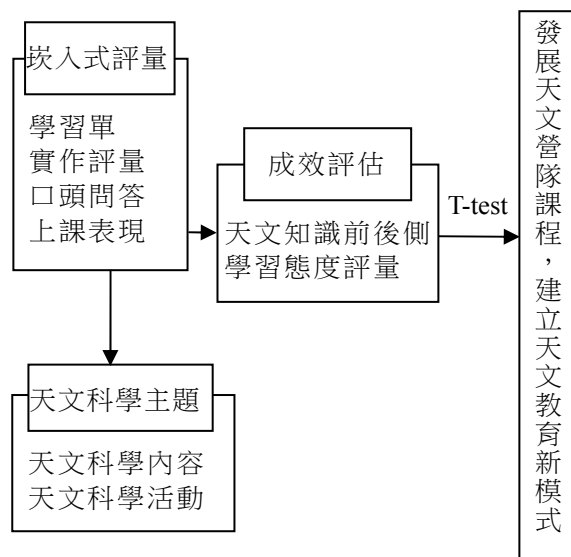 崁入式評量
學習單
實作評量
口頭問答
上課表現
成效評估
天文知識前後側
學習態度評量
T-test
發展天文營隊課程，建立天文教育新模式
天文科學主題
天文科學內容
天文科學活動